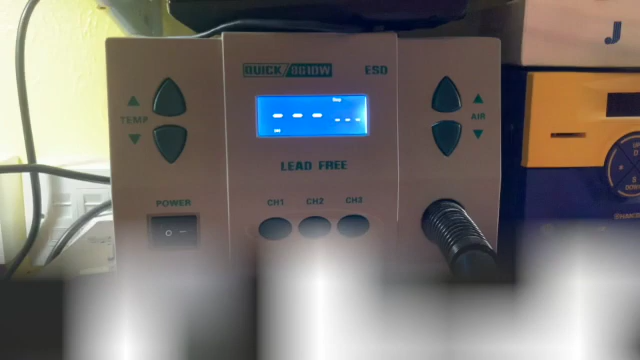 QUICK 861DW
ESD
TEMP
AIR
LEAD FREE
POWER
CH1 CH2 CH3
J